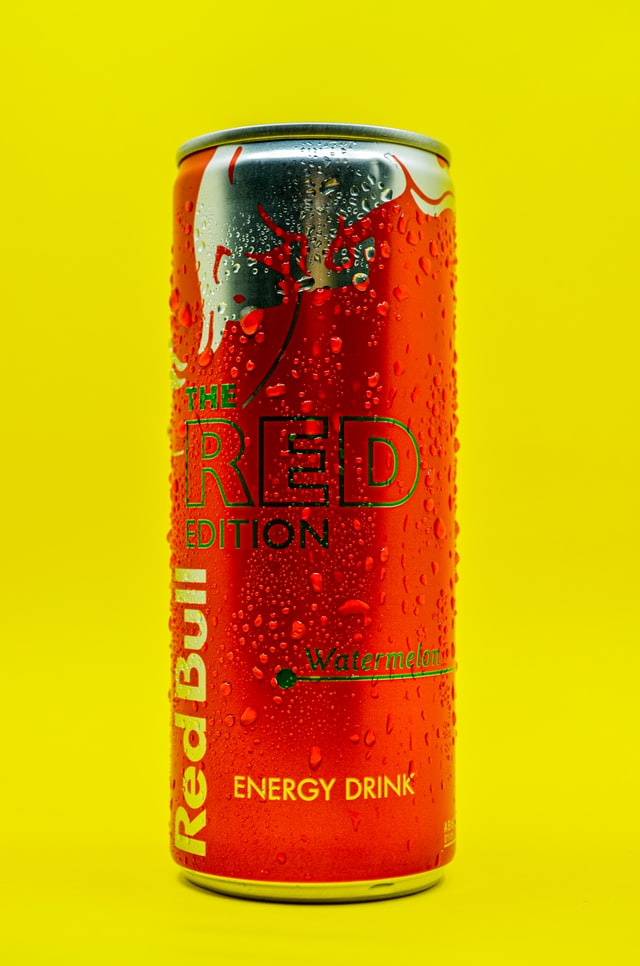 THE
RED
EDITION
Red Bull
Watermelon
ENERGY DRINK